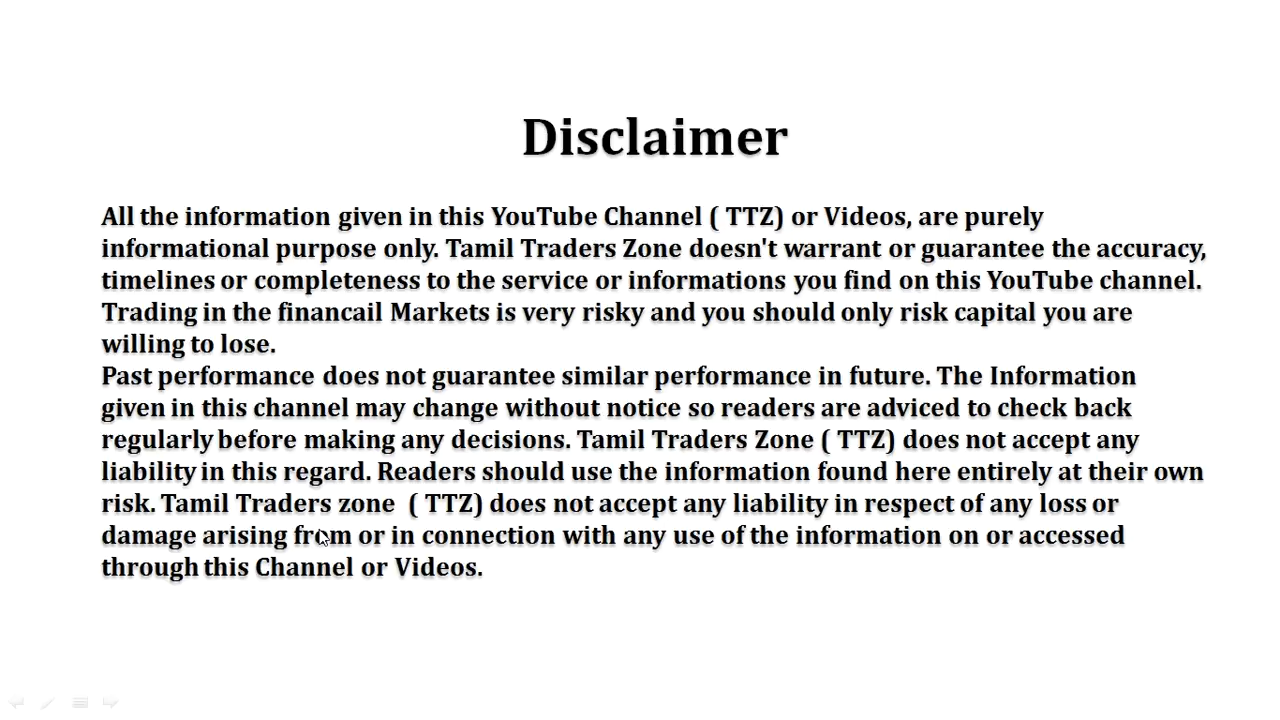 Disclaimer
All the information given in this YouTube Channel ( TTZ) or Videos, are purely
informational purpose only. Tamil Traders Zone doesn't warrant or guarantee the accuracy,
timelines or completeness to the service or informations you find on this YouTube channel.
Trading in the financail Markets is very risky and you should only risk capital you are
willing to lose.
Past performance does not guarantee similar performance in future. The Information
given in this channel may change without notice so readers are adviced to check back
regularly before making any decisions. Tamil Traders Zone ( TTZ) does not accept any
liability in this regard. Readers should use the information found here entirely at their own
risk. Tamil Traders zone  ( TTZ) does not accept any liability in respect of any loss or
damage arising from or in connection with any use of the information on or accessed
through this Channel or Videos.